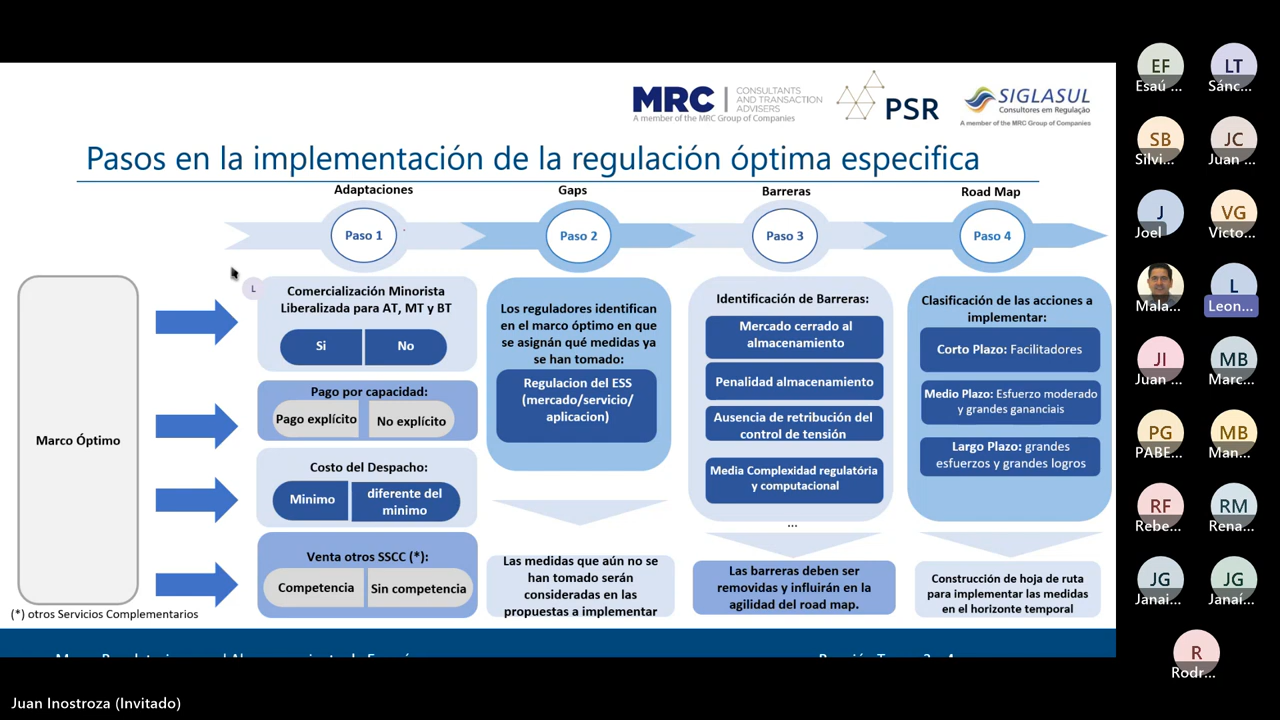 MRC
CONSULTANTS
AND TRANSACTION
ADVISERS
A member of the MRC Group of Companies
PSR
SIGLASUL
Consultores em Regulação
A member of the MRC Group of Companies
Pasos en la implementación de la regulación óptima especifica
Adaptaciones
Gaps
Barreras
Road Map
Paso 1
Paso 2
Paso 3
Paso 4
Marco Óptimo
(*) otros Servicios Complementarios
L
Comercialización Minorista
Liberalizada para AT, MT y BT
Si
No
Pago por capacidad:
Pago explícito
No explícito
Costo del Despacho:
Minimo
diferente del
minimo
Venta otros SSCC (*):
Competencia
Sin competencia
Los reguladores identifican
en el marco óptimo en que
se asignán qué medidas ya
se han tomado:
Regulacion del ESS
(mercado/servicio/
aplicacion)
Las medidas que aún no se
han tomado serán
consideradas en las
propuestas a implementar
Identificación de Barreras:
Mercado cerrado al
almacenamiento
Penalidad almacenamiento
Ausencia de retribución del
control de tensión
Media Complejidad regulatória
y computacional
...
Las barreras deben ser
removidas y influirán en la
agilidad del road map.
Clasificación de las acciones a
implementar:
Corto Plazo: Facilitadores
Medio Plazo: Esfuerzo moderado
y grandes gananciais
Largo Plazo: grandes
esfuerzos y grandes logros
Construcción de hoja de ruta
para implementar las medidas
en el horizonte temporal
EF
Esaú ...
LT
Sánc...
SB
Silvi...
JC
Juan ...
J
Joel
VG
Victo...
Mala...
L
Leon...
JI
Juan ...
MB
Marc...
PG
PABE...
MB
Man...
RF
Rebe...
RM
Rena...
JG
Janai...
JG
Janaí...
R
Rodr...
Juan Inostroza (Invitado)